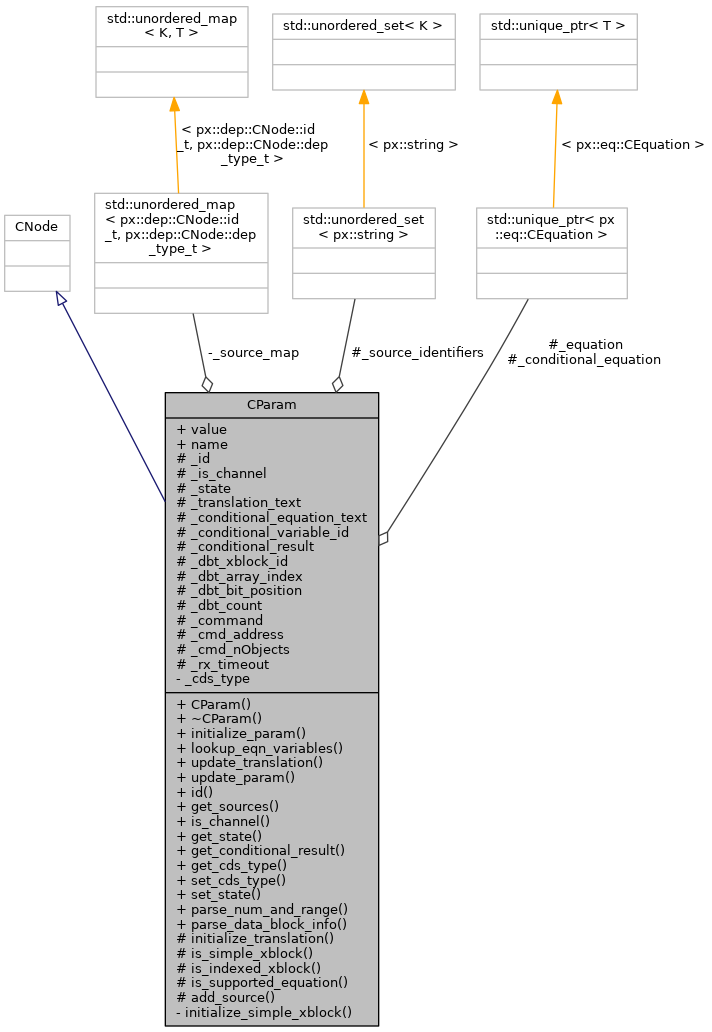 std::unordered_map
< K, T >
std::unordered_set< K >
std::unique_ptr< T >
< px::dep::CNode::id
_t, px::dep::CNode::dep
_type_t >
< px::string >
< px::eq::CEquation >
CNode
std::unordered_map
< px::dep::CNode::id
_t, px::dep::CNode::dep
_type_t >
std::unordered_set
< px::string >
std::unique_ptr< px
::eq::CEquation >
-_source_map
#_source_identifiers
#_equation
#_conditional_equation
CParam
+ value
+ name
# _id
# _is_channel
# _state
# _translation_text
# _conditional_equation_text
# _conditional_variable_id
# _conditional_result
# _dbt_xblock_id
# _dbt_array_index
# _dbt_bit_position
# _dbt_count
# _command
# _cmd_address
# _cmd_nObjects
# _rx_timeout
- _cds_type
+ CParam()
+ ~CParam()
+ initialize_param()
+ lookup_eqn_variables()
+ update_translation()
+ update_param()
+ id()
+ get_sources()
+ is_channel()
+ get_state()
+ get_conditional_result()
+ get_cds_type()
+ set_cds_type()
+ set_state()
+ parse_num_and_range()
+ parse_data_block_info()
# initialize_translation()
# is_simple_xblock()
# is_indexed_xblock()
# is_supported_equation()
# add_source()
- initialize_simple_xblock()